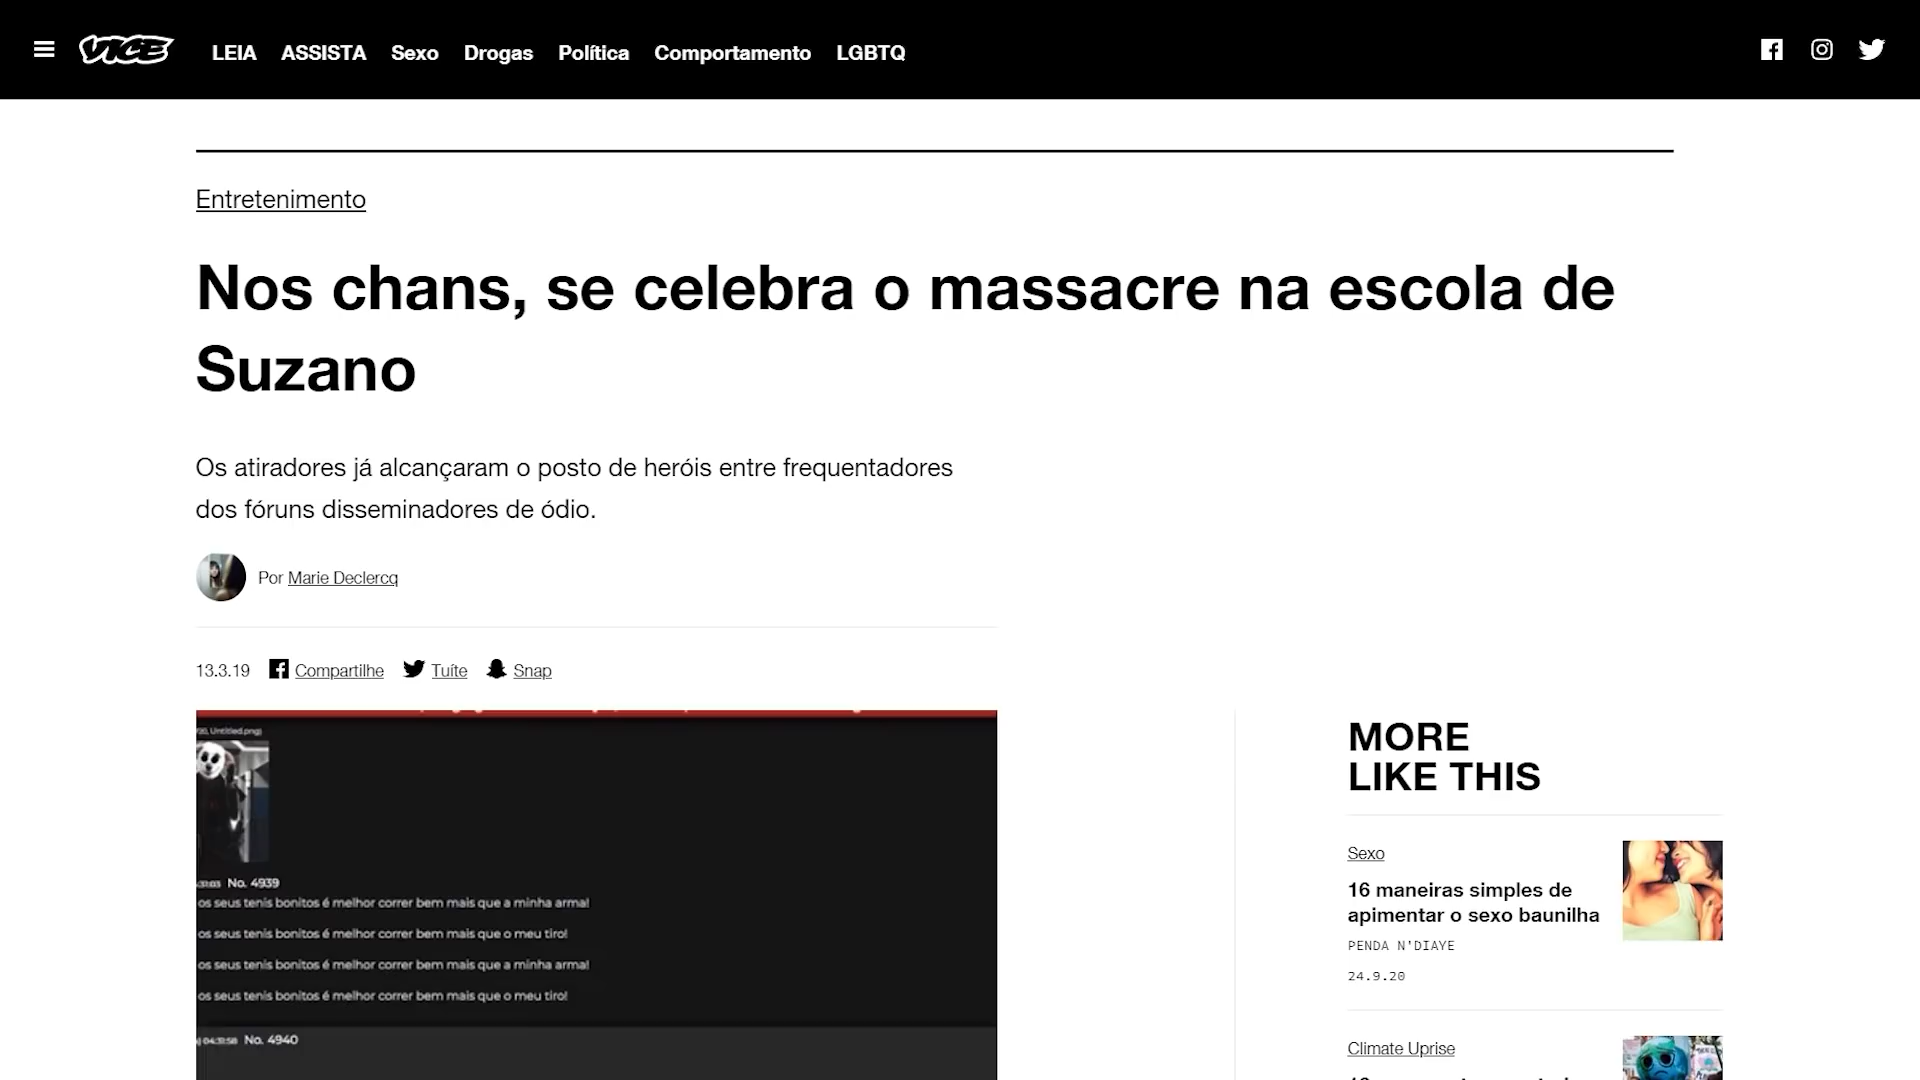 VICE
LEIA ASSISTA Sexo Drogas Política Comportamento LGBTQ
Entretenimento
Nos chans, se celebra o massacre na escola de
Suzano
Os atiradores já alcançaram o posto de heróis entre frequentadores
dos fóruns disseminadores de ódio.
Por Marie Declercq
13.3.19 Compartilhe Tuíte Snap
Untitled.png)
No. 4939
os seus tenis bonitos é melhor correr bem mais que a minha arma!
os seus tenis bonitos é melhor correr bem mais que o meu tiro!
os seus tenis bonitos é melhor correr bem mais que a minha arma!
os seus tenis bonitos é melhor correr bem mais que o meu tiro!
No. 4940
MORE
LIKE THIS
Sexo
16 maneiras simples de
apimentar o sexo baunilha
PENDA N'DIAYE
24.9.20
Climate Uprise